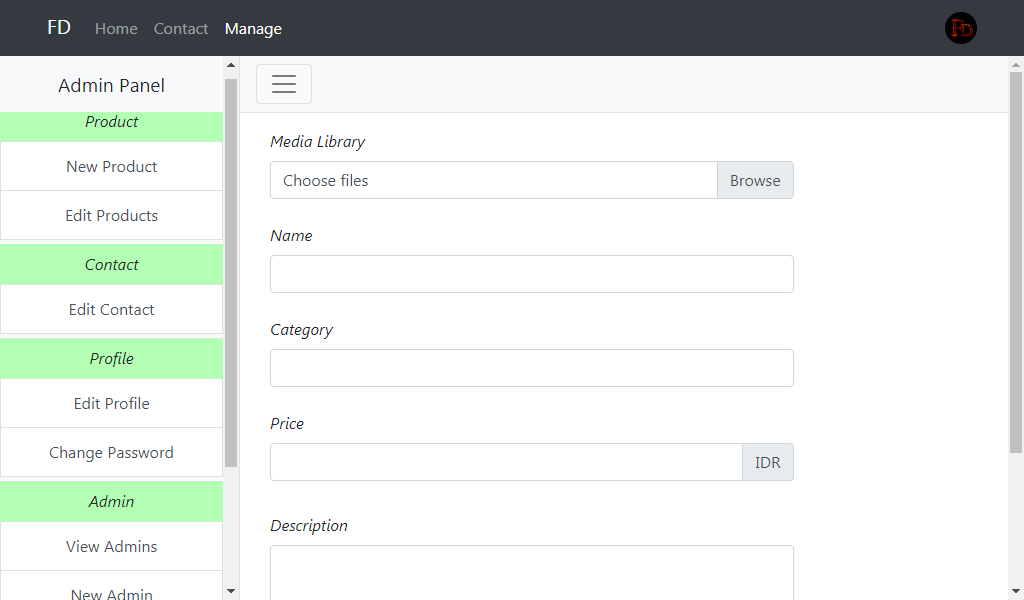 FD Home Contact Manage FD
Admin Panel
Product
New Product
Edit Products
Contact
Edit Contact
Profile
Edit Profile
Change Password
Admin
View Admins
New Admin
Media Library
Choose files Browse
Name
Category
Price
IDR
Description